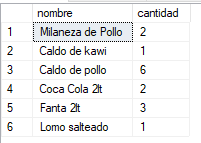 nombre cantidad
1 Milaneza de Pollo 2
2 Caldo de kawi 1
3 Caldo de pollo 6
4 Coca Cola 2lt 2
5 Fanta 2lt 3
6 Lomo salteado 1